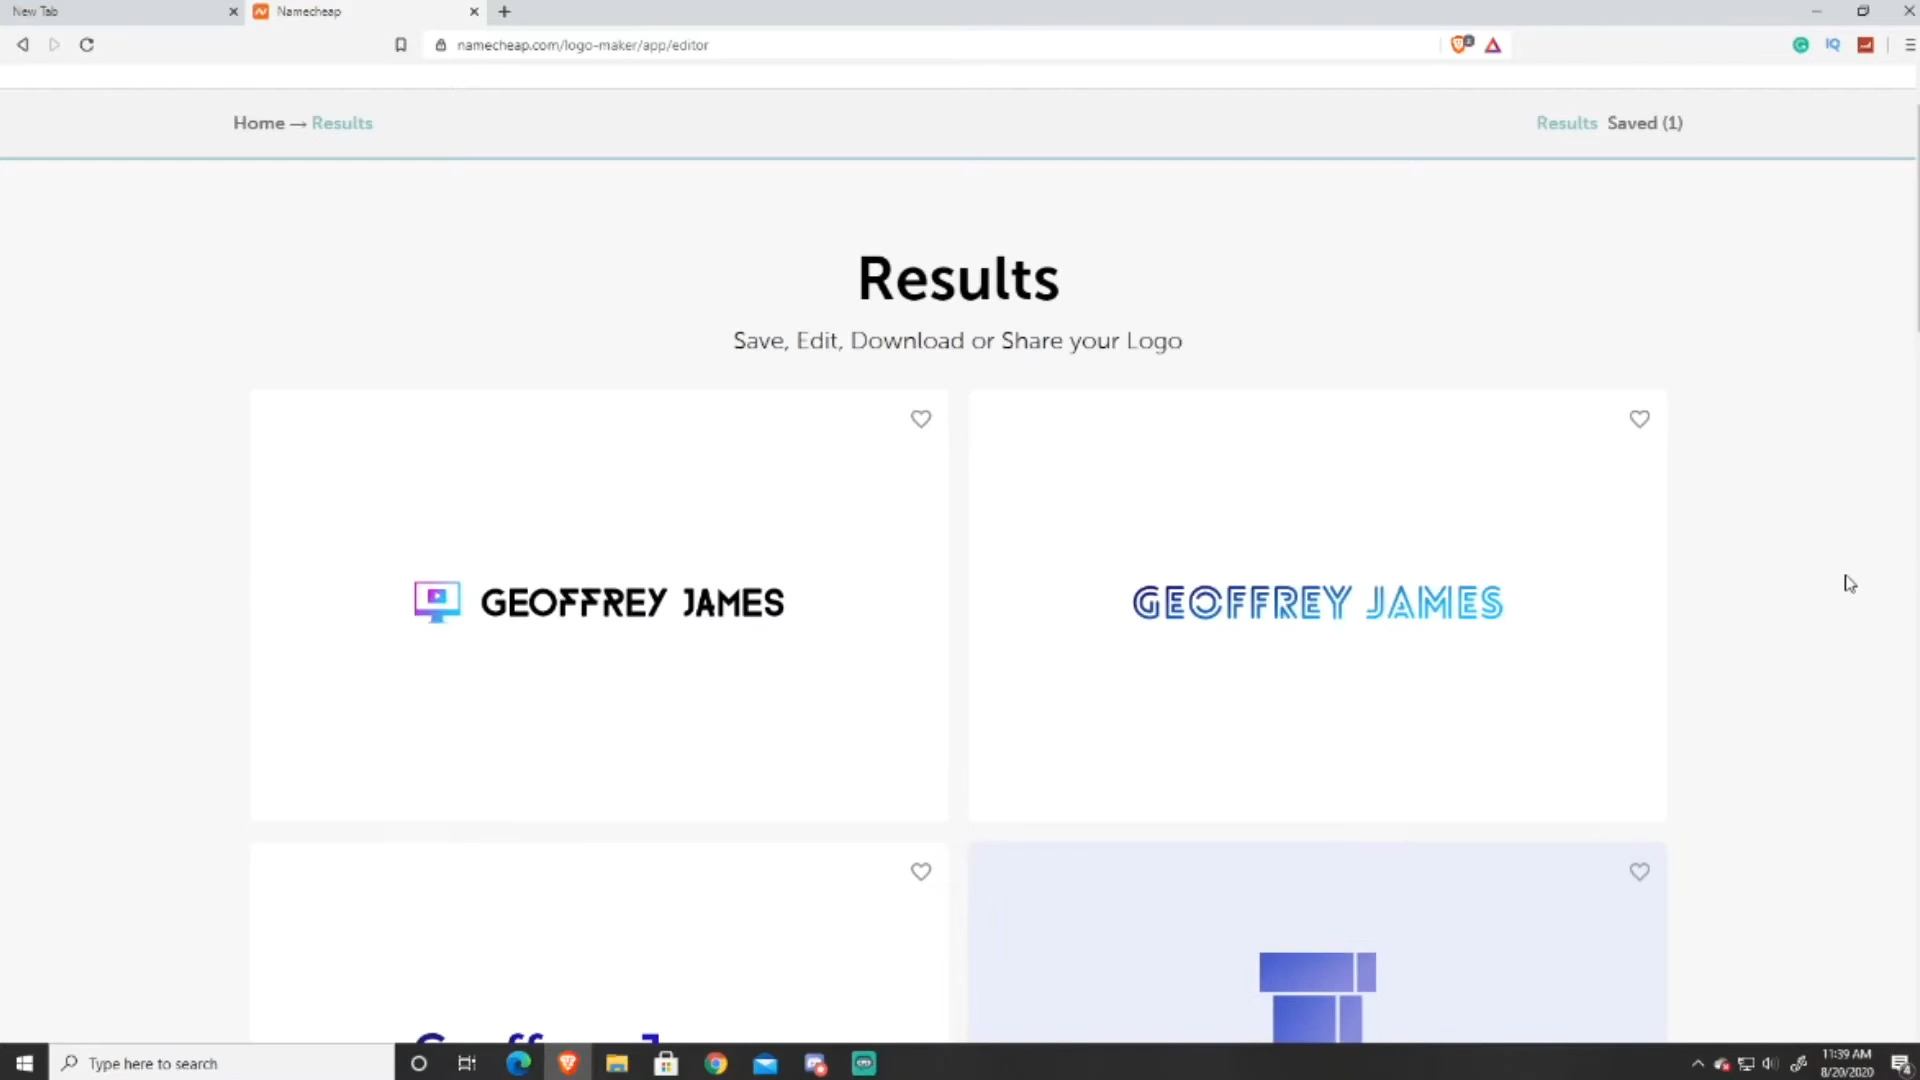 New Tab
Namecheap
namecheap.com/logo-maker/app/editor
IQ
Home → Results
Results Saved (1)
Results
Save, Edit, Download or Share your Logo
GEOFFREY JAMES
GEOFFREY JAMES
Type here to search
11:39 AM
8/20/2020